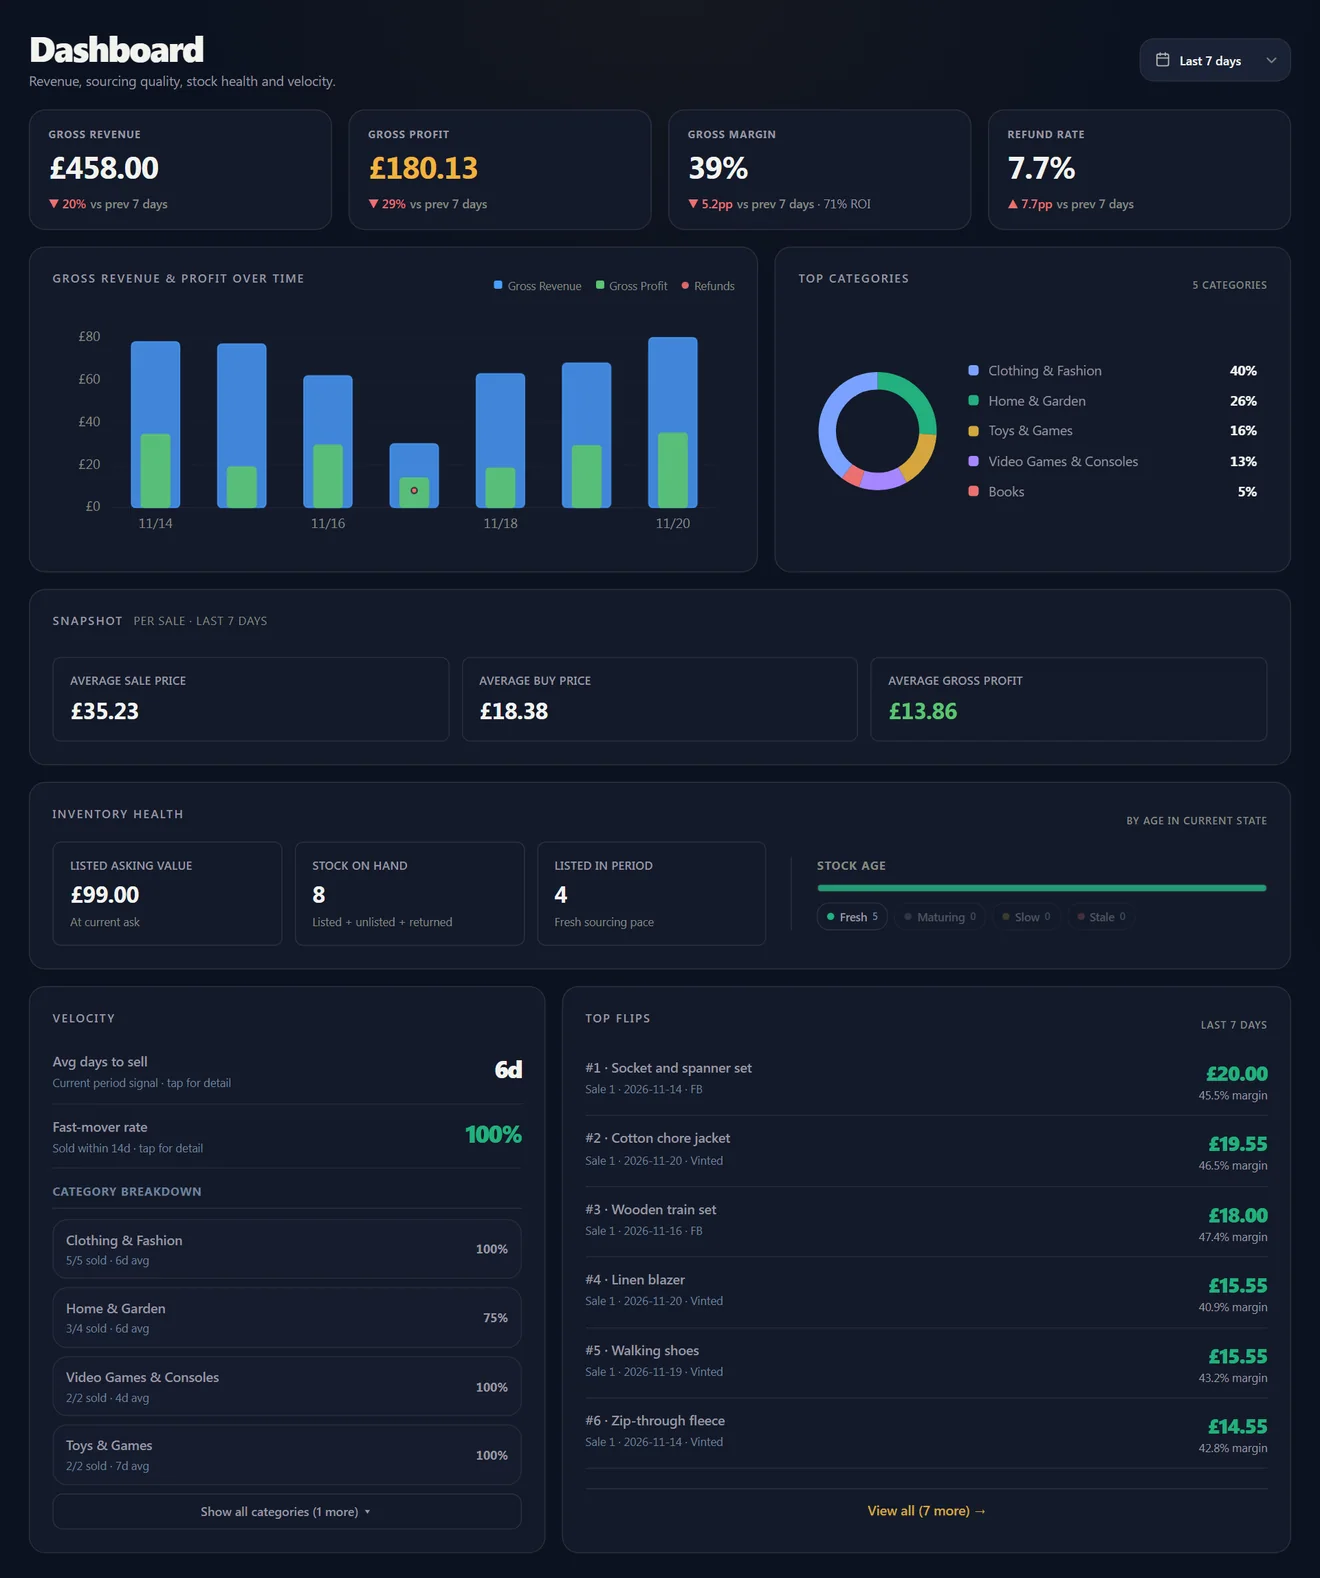 Dashboard
Revenue, sourcing quality, stock health and velocity.
Last 7 days
GROSS REVENUE
£458.00
▼ 20% vs prev 7 days
GROSS PROFIT
£180.13
▼ 29% vs prev 7 days
GROSS MARGIN
39%
▼ 5.2pp vs prev 7 days · 71% ROI
REFUND RATE
7.7%
▲ 7.7pp vs prev 7 days
GROSS REVENUE & PROFIT OVER TIME
Gross Revenue Gross Profit Refunds
£80
£60
£40
£20
£0
11/14 11/16 11/18 11/20
TOP CATEGORIES
5 CATEGORIES
Clothing & Fashion 40%
Home & Garden 26%
Toys & Games 16%
Video Games & Consoles 13%
Books 5%
SNAPSHOT PER SALE · LAST 7 DAYS
AVERAGE SALE PRICE
£35.23
AVERAGE BUY PRICE
£18.38
AVERAGE GROSS PROFIT
£13.86
INVENTORY HEALTH
BY AGE IN CURRENT STATE
LISTED ASKING VALUE
£99.00
At current ask
STOCK ON HAND
8
Listed + unlisted + returned
LISTED IN PERIOD
4
Fresh sourcing pace
STOCK AGE
Fresh 5 Maturing 0 Slow 0 Stale 0
VELOCITY
Avg days to sell
Current period signal · tap for detail
6d
Fast-mover rate
Sold within 14d · tap for detail
100%
CATEGORY BREAKDOWN
Clothing & Fashion
5/5 sold · 6d avg
100%
Home & Garden
3/4 sold · 6d avg
75%
Video Games & Consoles
2/2 sold · 4d avg
100%
Toys & Games
2/2 sold · 7d avg
100%
Show all categories (1 more) ▾
TOP FLIPS
LAST 7 DAYS
#1 · Socket and spanner set
Sale 1 · 2026-11-14 · FB
£20.00
45.5% margin
#2 · Cotton chore jacket
Sale 1 · 2026-11-20 · Vinted
£19.55
46.5% margin
#3 · Wooden train set
Sale 1 · 2026-11-16 · FB
£18.00
47.4% margin
#4 · Linen blazer
Sale 1 · 2026-11-20 · Vinted
£15.55
40.9% margin
#5 · Walking shoes
Sale 1 · 2026-11-19 · Vinted
£15.55
43.2% margin
#6 · Zip-through fleece
Sale 1 · 2026-11-14 · Vinted
£14.55
42.8% margin
View all (7 more) →